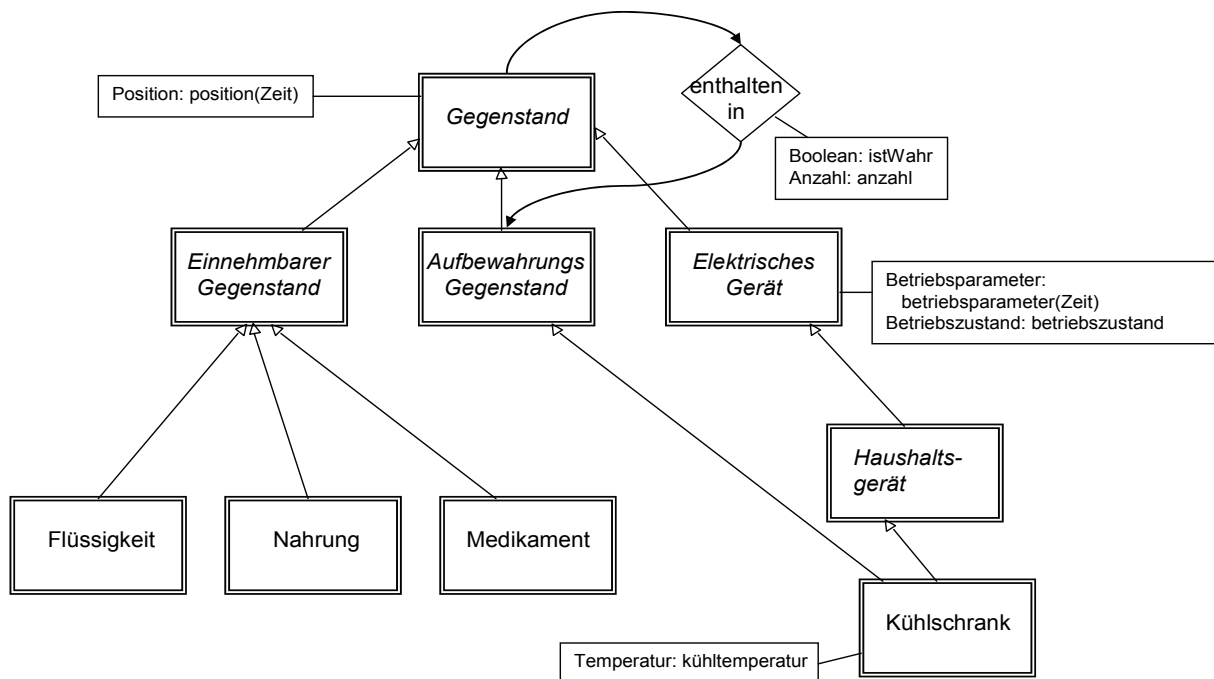 Position: position(Zeit)
Gegenstand
enthalten
in
Boolean: istWahr
Anzahl: anzahl
Einnehmbarer
Gegenstand
Aufbewahrungs
Gegenstand
Elektrisches
Gerät
Betriebsparameter:
betriebsparameter(Zeit)
Betriebszustand: betriebszustand
Haushalts-
gerät
Flüssigkeit
Nahrung
Medikament
Kühlschrank
Temperatur: kühltemperatur